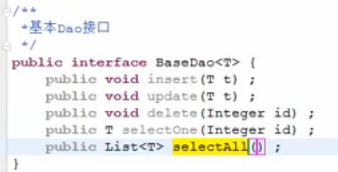 /**
*基本Dao接口
*/
public interface BaseDao<T> {
public void insert(T t) ;
public void update(T t) ;
public void delete(Integer id) ;
public T selectOne(Integer id) ;
public List<T> selectAll() ;
}